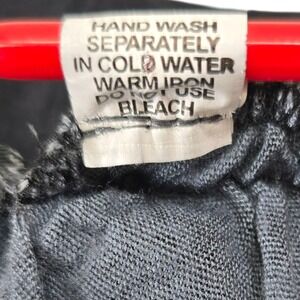 HAND WASH
SEPARATELY
IN COLD WATER
WARM IRON
DO NOT USE
BLEACH